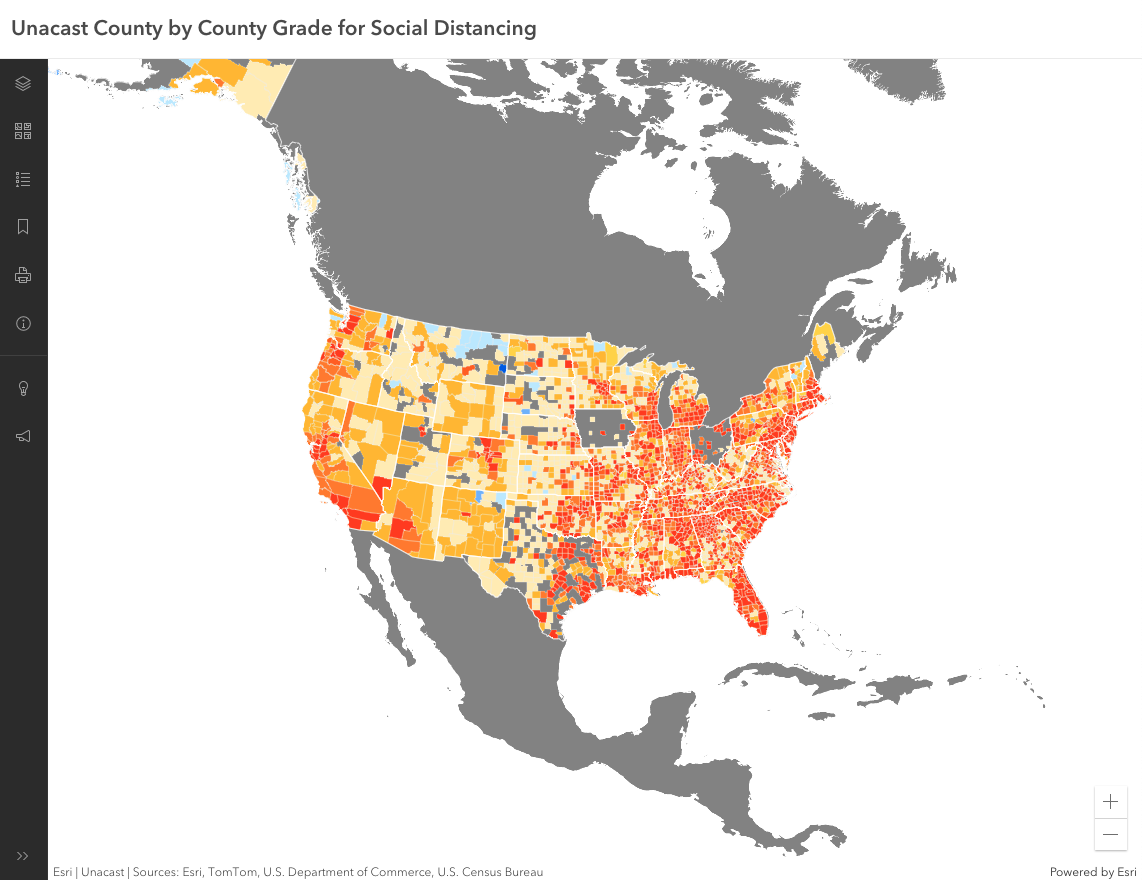 Unacast County by County Grade for Social Distancing
Esri | Unacast | Sources: Esri, TomTom, U.S. Department of Commerce, U.S. Census Bureau
Powered by Esri